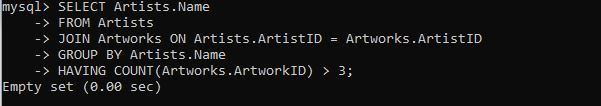 mysql> SELECT Artists.Name
    -> FROM Artists
    -> JOIN Artworks ON Artists.ArtistID = Artworks.ArtistID
    -> GROUP BY Artists.Name
    -> HAVING COUNT(Artworks.ArtworkID) > 3;
Empty set (0.00 sec)